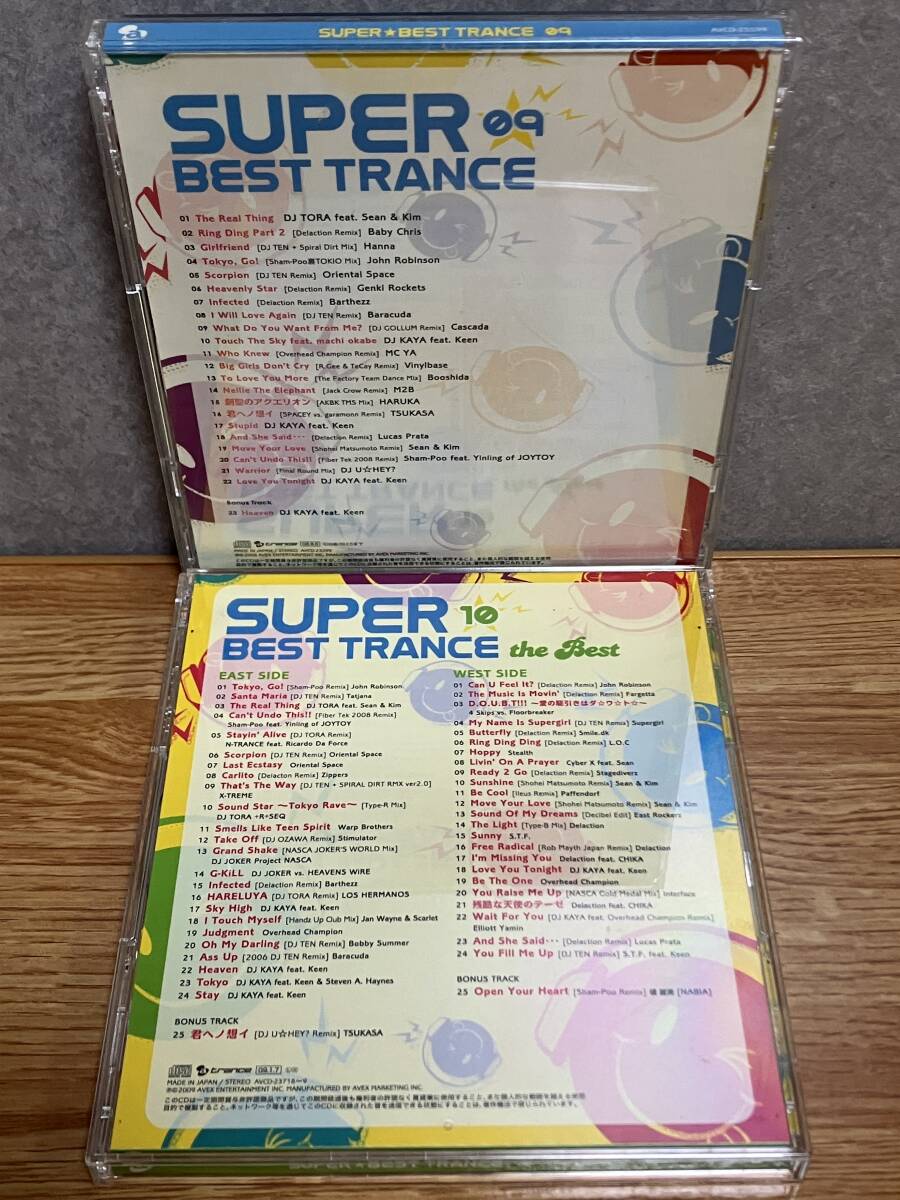 SUPER★BEST TRANCE 09
SUPER 09
BEST TRANCE
01 The Real Thing DJ TORA feat. Sean & Kim
02 Ring Ding Part 2 [Delaction Remix] Baby Chris
03 Girlfriend [DJ TEN + Spiral Dirt Mix] Hanna
04 Tokyo, Go! [Sham-Poo裏TOKIO Mix] John Robinson
05 Scorpion [DJ TEN Remix] Oriental Space
06 Heavenly Star [Delaction Remix] Genki Rockets
07 Infected [Delaction Remix] Barthezz
08 I Will Love Again [DJ TEN Remix] Baracuda
09 What Do You Want From Me? [DJ GOLLUM Remix] Cascada
10 Touch The Sky feat. machi okabe DJ KAYA feat. Keen
11 Who Knew [Overhead Champion Remix] MC YA
12 Big Girls Don't Cry [R.Gee & TeCay Remix] Vinylbase
13 To Love You More [The Factory Team Dance Mix] Booshida
14 Nellie The Elephant [Jack Crow Remix] M2B
15 創聖のアクエリオン [AKBK TMS Mix] HARUKA
16 君ヘノ想イ [SPACEY vs. garamonn Remix] TSUKASA
17 Stupid DJ KAYA feat. Keen
18 And She Said・・・ [Delaction Remix] Lucas Prata
19 Move Your Love [Shohei Matsumoto Remix] Sean & Kim
20 Can't Undo This!! [Fiber Tek 2008 Remix] Sham-Poo feat. Yinling of JOYTOY
21 Warrior [Final Round Mix] DJ U☆HEY?
22 Love You Tonight DJ KAYA feat. Keen
Bonus Track
23 Heaven DJ KAYA feat. Keen
trance
MADE IN JAPAN / STEREO AVCD-23599
SUPER 10
BEST TRANCE the Best
EAST SIDE
01 Tokyo, Go! [Sham-Poo Remix] John Robinson
02 Santa Maria [DJ TEN Remix] Tatjana
03 The Real Thing DJ TORA feat. Sean & Kim
04 Can't Undo This!! [Fiber Tek 2008 Remix]
Sham-Poo feat. Yinling of JOYTOY
05 Stayin' Alive [DJ TORA Remix]
N-TRANCE feat. Ricardo Da Force
06 Scorpion [DJ TEN Remix] Oriental Space
07 Last Ecstasy Oriental Space
08 Carlito [Delacton Remix] Zippers
09 That's The Way [DJ TEN + SPIRAL DIRT RMX ver2.0]
X-TREME
10 Sound Star 〜Tokyo Rave〜 [Type-R Mix]
DJ TORA +R+SEQ
11 Smells Like Teen Spirit Warp Brothers
12 Take Off [DJ OZAWA Remix] Stimulator
13 Grand Shake [NASCA JOKER'S WORLD Mix]
DJ JOKER Project NASCA
14 G-KiLL DJ JOKER vs. HEAVENS WIRE
15 Infected [Delaction Remix] Barthezz
16 HARELUYA [DJ TORA Remix] LOS HERMANOS
17 Sky High DJ KAYA feat. Keen
18 I Touch Myself [Handz Up Club Mix] Jan Wayne & Scarlet
19 Judgment Overhead Champion
20 Oh My Darling [DJ TEN Remix] Bobby Summer
21 Ass Up [2006 DJ TEN Remix] Baracuda
22 Heaven DJ KAYA feat. Keen
23 Tokyo DJ KAYA feat. Keen & Steven A. Haynes
24 Stay DJ KAYA feat. Keen
BONUS TRACK
25 君ヘノ想イ [DJ U☆HEY? Remix] TSUKASA
WEST SIDE
01 Can U Feel It? [Delaction Remix] John Robinson
02 The Music Is Movin' [Delaction Remix] Fargetta
03 D.O.U.B.T!!! 〜愛の駆引きはダ☆ウ☆ト☆〜
4 Skips vs. Floorbreaker
04 My Name Is Supergirl [DJ TEN Remix] Supergirl
05 Butterfly [Delaction Remix] Smile.dk
06 Ring Ding Ding [Delaction Remix] L.O.C
07 Hoppy Stealth
08 Livin' On A Prayer Cyber X feat. Sean
09 Ready 2 Go [Delaction Remix] Stagediverz
10 Sunshine [Shohei Matsumoto Remix] Sean & Kim
11 Be Cool [Ileus Remix] Paffendorf
12 Move Your Love [Shohei Matsumoto Remix] Sean & Kim
13 Sound Of My Dreams [Decibel Edit] East Rockerz
14 The Light [Type-B Mix] Delaction
15 Sunny S.T.F.
16 Free Radical [Rob Mayth Japan Remix] Delaction
17 I'm Missing You Delaction feat. CHIKA
18 Love You Tonight DJ KAYA feat. Keen
19 Be The One Overhead Champion
20 You Raise Me Up [NASCA Cold Medal Mix] Interface
21 残酷な天使のテーゼ Delaction feat. CHIKA
22 Wait For You [DJ KAYA feat. Overhead Champion Remix]
Elliott Yamin
23 And She Said・・・ [Delaction Remix] Lucas Prata
24 You Fill Me Up [DJ TEN Remix] S.T.F. feat. Keen
BONUS TRACK
25 Open Your Heart [Sham-Poo Remix] [NABIA]
trance 09.1.7
MADE IN JAPAN / STEREO AVCD-23718〜9
℗©2009 AVEX ENTERTAINMENT INC. MANUFACTURED BY AVEX MARKETING INC.
SUPER★BEST TRANCE